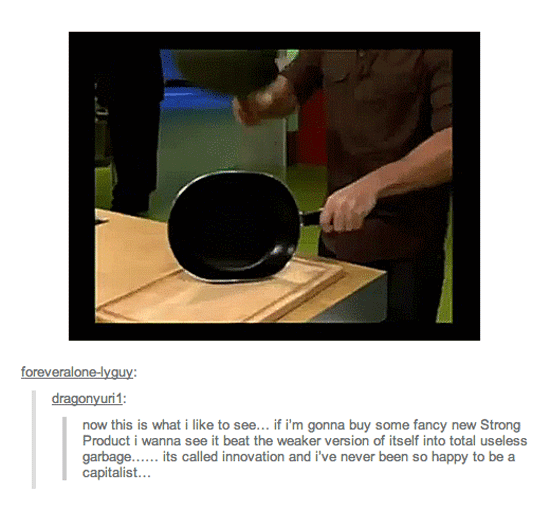 foreveralone-lyguy:
dragonyuri1:
now this is what i like to see... if i'm gonna buy some fancy new Strong
Product i wanna see it beat the weaker version of itself into total useless
garbage...... its called innovation and i've never been so happy to be a
capitalist...